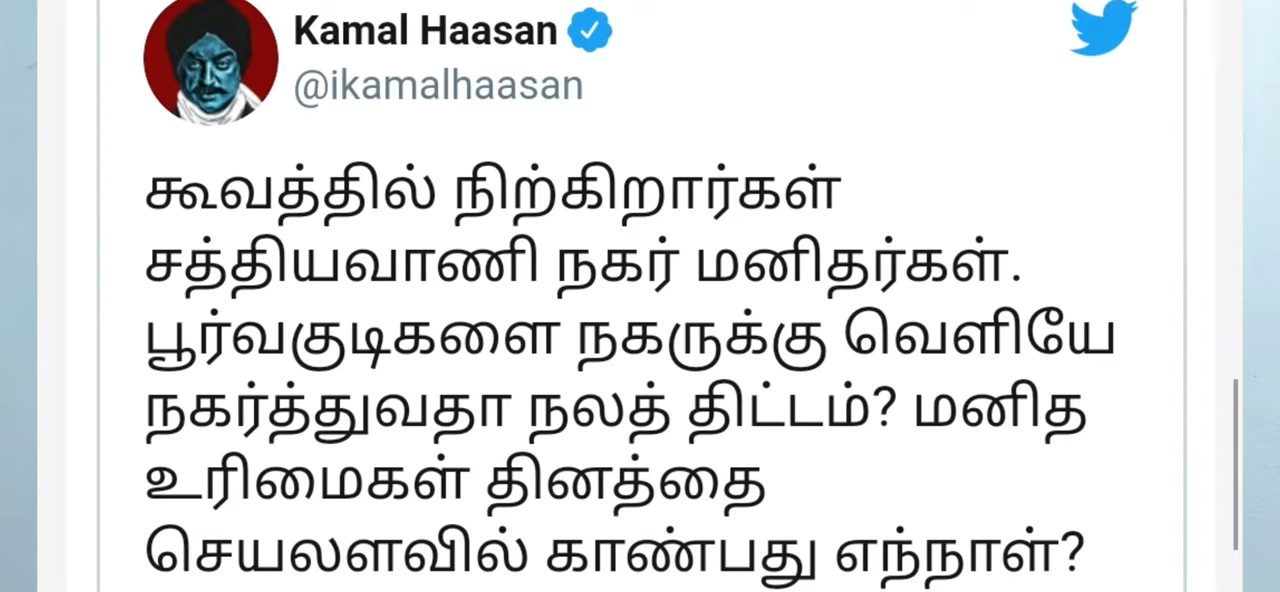 Kamal Haasan
@ikamalhaasan
கூவத்தில் நிற்கிறார்கள்
சத்தியவாணி நகர் மனிதர்கள்.
பூர்வகுடிகளை நகருக்கு வெளியே
நகர்த்துவதா நலத் திட்டம்? மனித
உரிமைகள் தினத்தை
செயலளவில் காண்பது எந்நாள்?